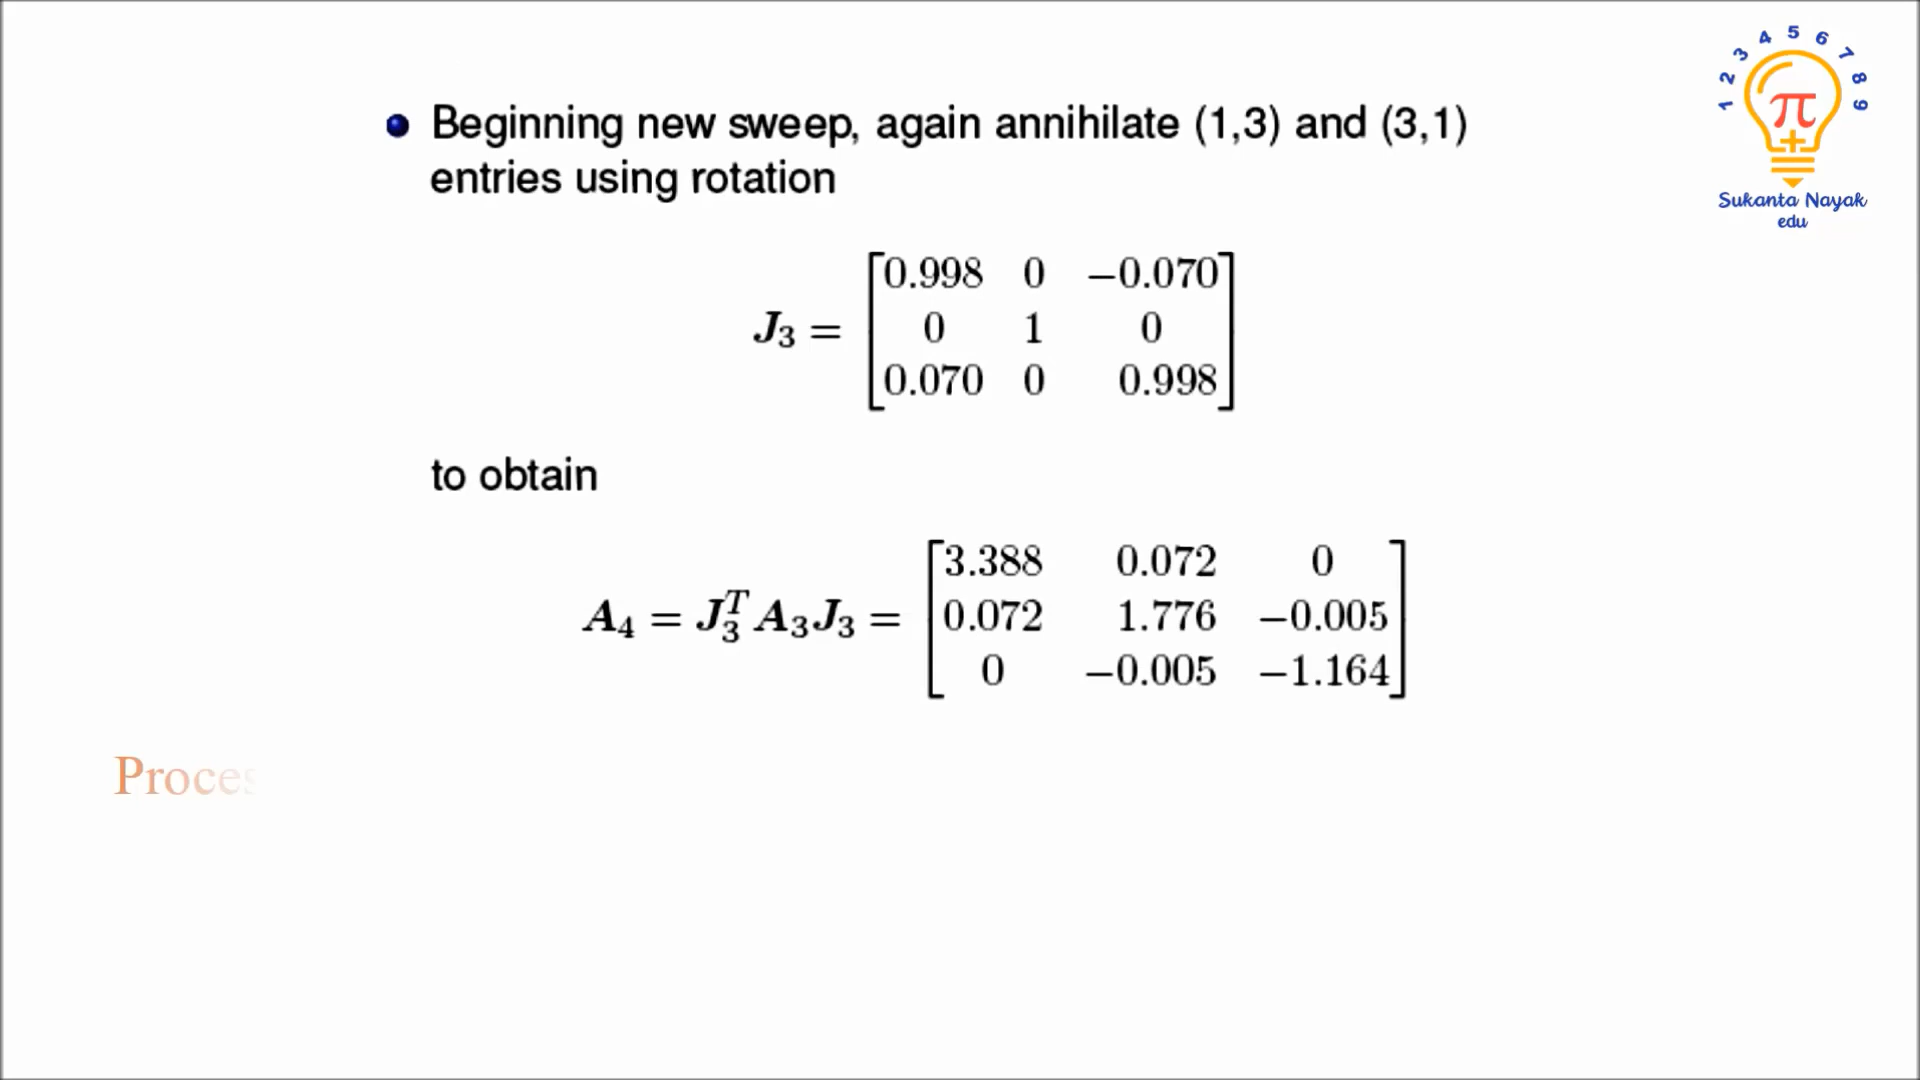 1 2 3 4 5 6 7 8 9
π
+
Sukanta Nayak
edu
Beginning new sweep, again annihilate (1,3) and (3,1)
entries using rotation
J₃ = [0.998 0 −0.070
0 1 0
0.070 0 0.998]
to obtain
A₄ = J₃ᵀ A₃J₃ = [3.388 0.072 0
0.072 1.776 −0.005
0 −0.005 −1.164]
Proces